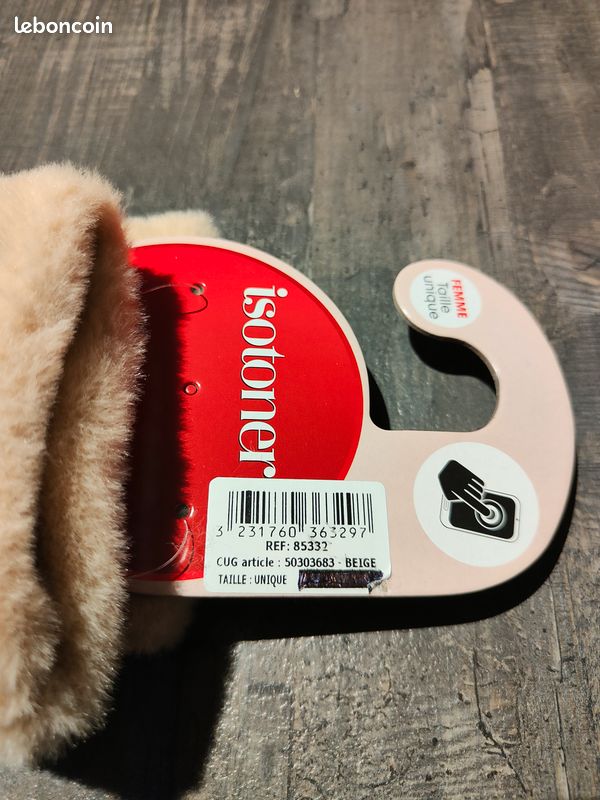 leboncoin
isotoner
FEMME
Taille
unique
3 231760 363297
REF: 85332
CUG article : 50303683 - BEIGE
TAILLE : UNIQUE